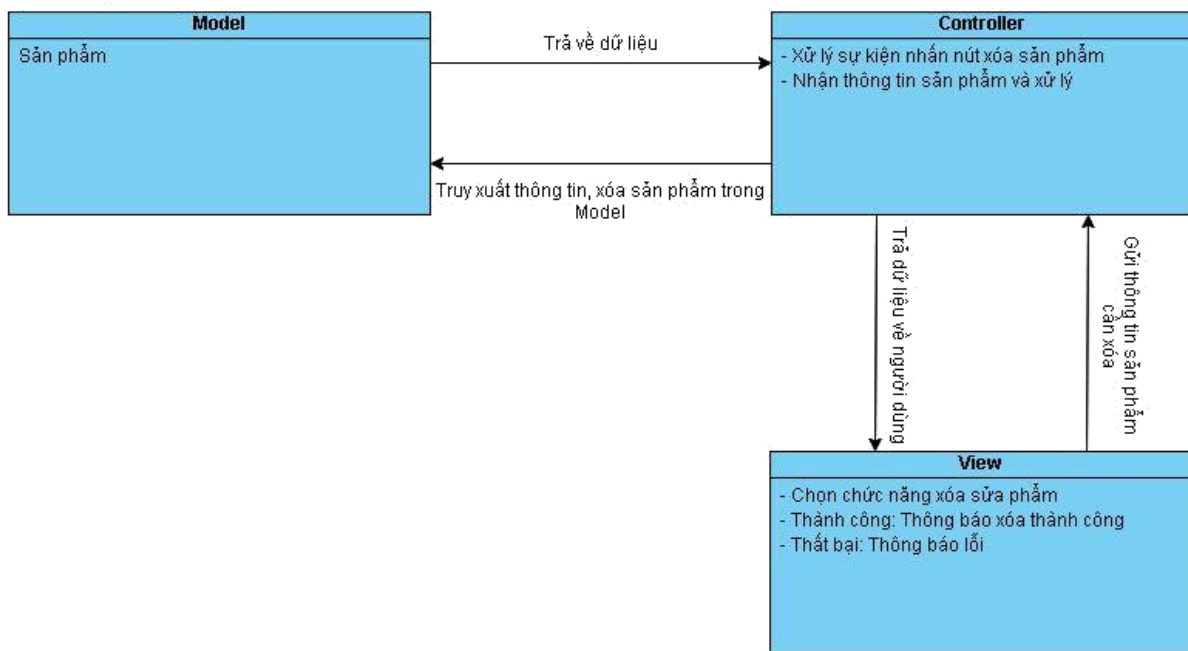 Model
Sản phẩm
Trả về dữ liệu
Controller
- Xử lý sự kiện nhấn nút xóa sản phẩm
- Nhận thông tin sản phẩm và xử lý
Truy xuất thông tin, xóa sản phẩm trong
Model
Trả dữ liệu về người dùng
Gửi thông tin sản phẩm
cần xóa
View
- Chọn chức năng xóa sửa phẩm
- Thành công: Thông báo xóa thành công
- Thất bại: Thông báo lỗi